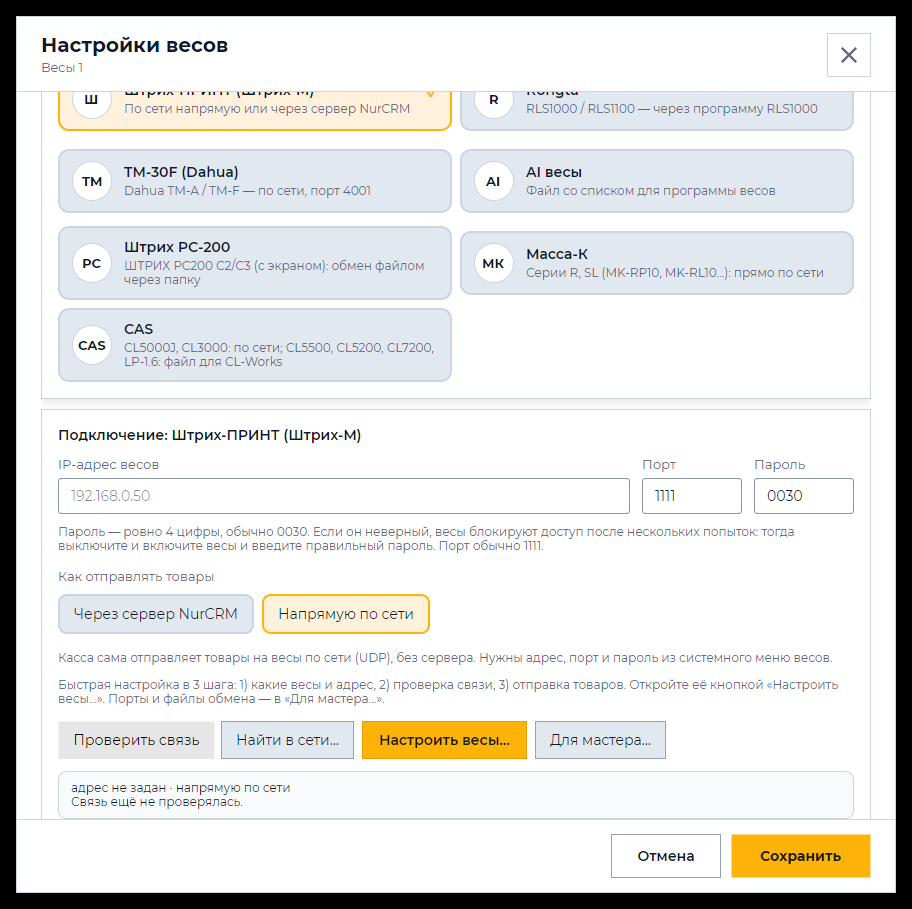 Настройки весов
Весы 1
Ш
Штрих-ПРИНТ (Штрих-М)
По сети напрямую или через сервер NurCRM
R
Rongta
RLS1000 / RLS1100 — через программу RLS1000
TM
TM-30F (Dahua)
Dahua TM-A / TM-F — по сети, порт 4001
AI
AI весы
Файл со списком для программы весов
РС
Штрих РС-200
ШТРИХ РС200 С2/С3 (с экраном): обмен файлом
через папку
МК
Масса-К
Серии R, SL (MK-RP10, MK-RL10...): прямо по сети
CAS
CAS
CL5000J, CL3000: по сети; CL5500, CL5200, CL7200,
LP-1.6: файл для CL-Works
Подключение: Штрих-ПРИНТ (Штрих-М)
IP-адрес весов
Порт
Пароль
192.168.0.50
1111
0030
Пароль — ровно 4 цифры, обычно 0030. Если он неверный, весы блокируют доступ после нескольких попыток: тогда
выключите и включите весы и введите правильный пароль. Порт обычно 1111.
Как отправлять товары
Через сервер NurCRM
Напрямую по сети
Касса сама отправляет товары на весы по сети (UDP), без сервера. Нужны адрес, порт и пароль из системного меню весов.
Быстрая настройка в 3 шага: 1) какие весы и адрес, 2) проверка связи, 3) отправка товаров. Откройте её кнопкой «Настроить
весы...». Порты и файлы обмена — в «Для мастера...».
Проверить связь
Найти в сети...
Настроить весы...
Для мастера...
адрес не задан · напрямую по сети
Связь ещё не проверялась.
Отмена
Сохранить